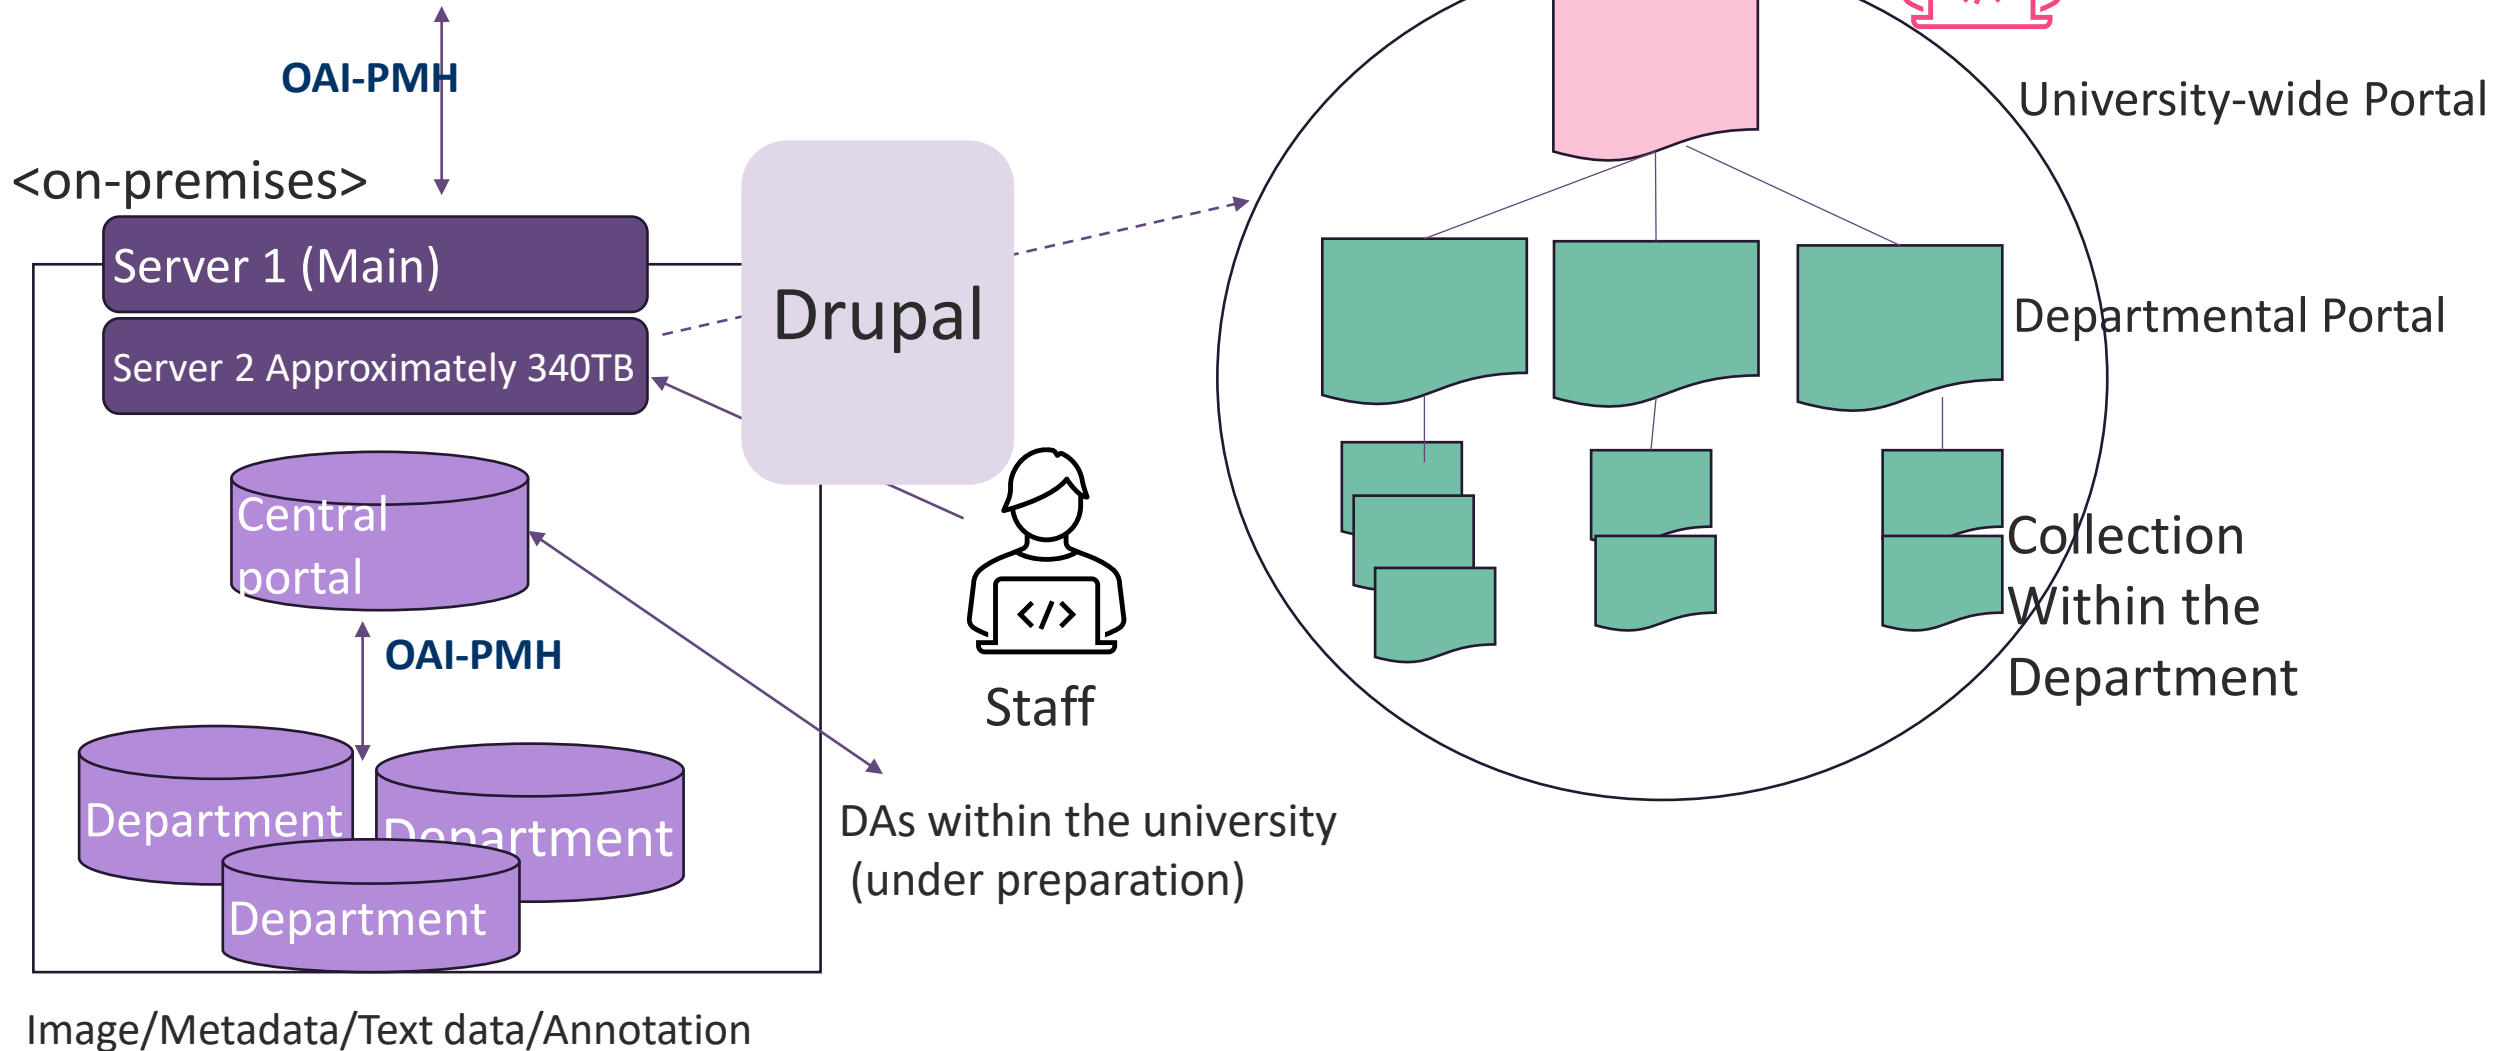 OAI-PMH
<on-premises>
Server 1 (Main)
Server 2 Approximately 340TB
Drupal
Central
portal
OAI-PMH
Department
Department
Department
Image/Metadata/Text data/Annotation
Staff
DAs within the university
(under preparation)
University-wide Portal
Departmental Portal
Collection
Within the
Department